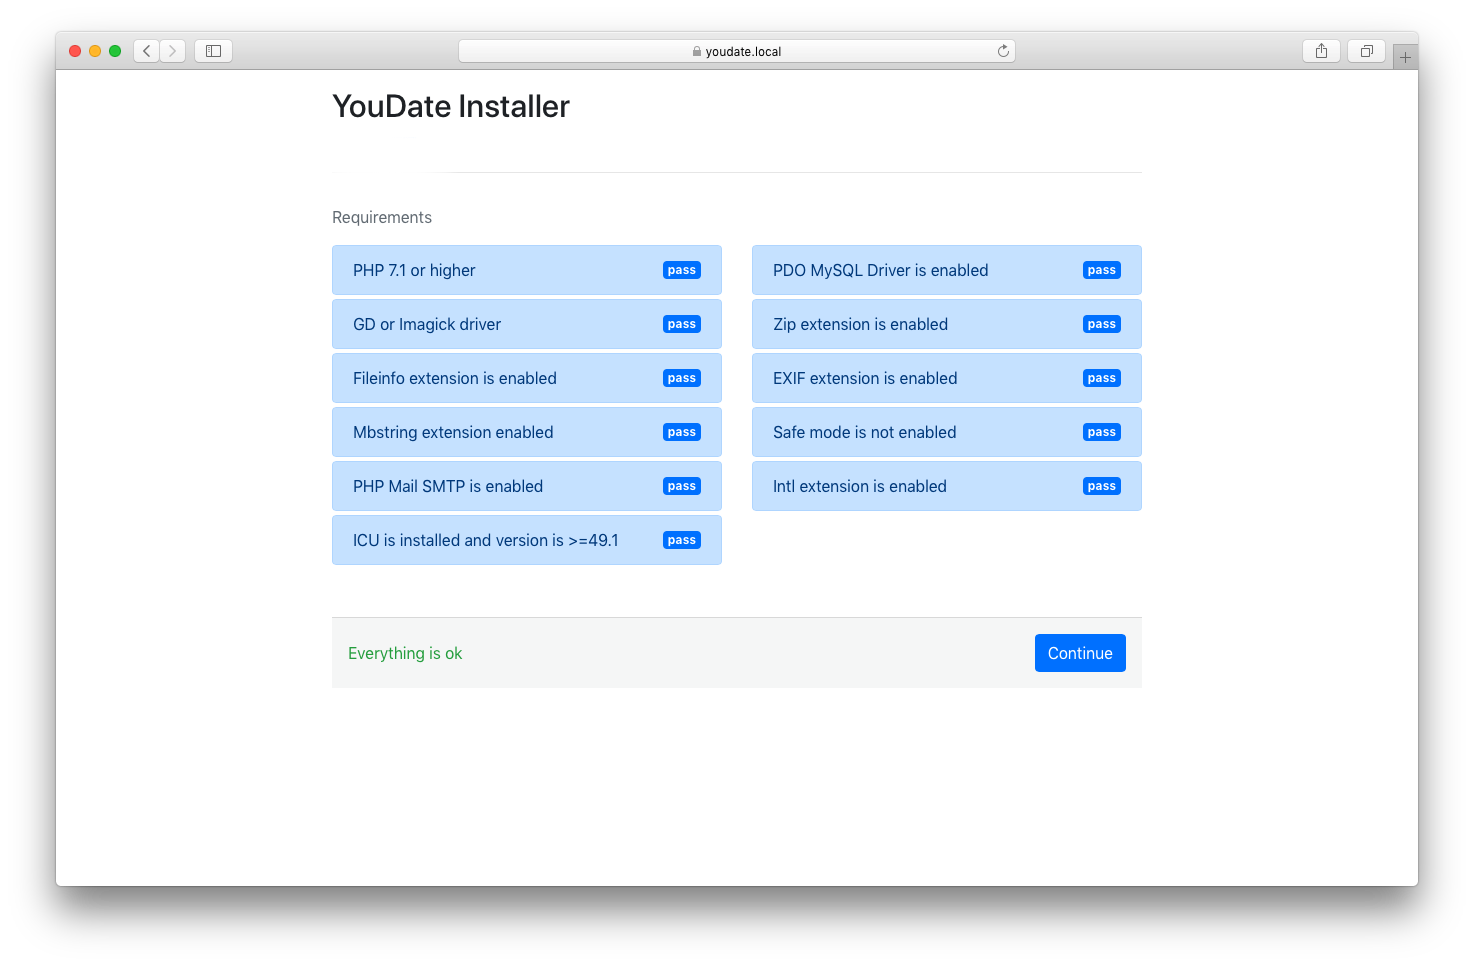 youdate.local
YouDate Installer
Requirements
PHP 7.1 or higher pass
PDO MySQL Driver is enabled pass
GD or Imagick driver pass
Zip extension is enabled pass
Fileinfo extension is enabled pass
EXIF extension is enabled pass
Mbstring extension enabled pass
Safe mode is not enabled pass
PHP Mail SMTP is enabled pass
Intl extension is enabled pass
ICU is installed and version is >=49.1 pass
Everything is ok
Continue